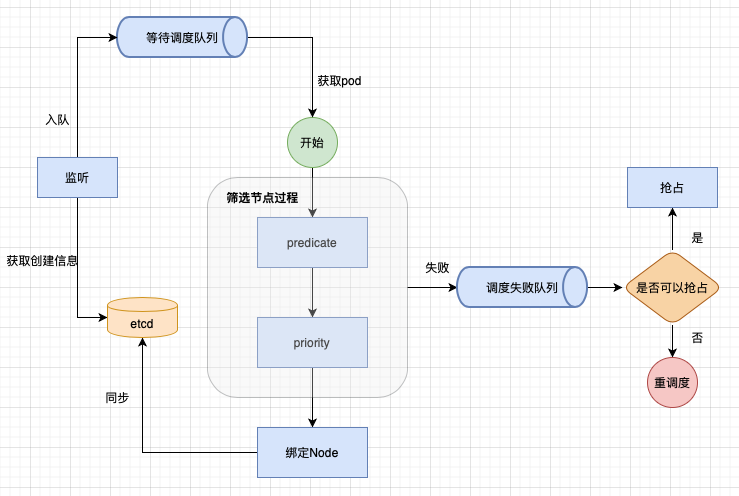 等待调度队列
获取pod
入队
开始
监听
抢占
筛选节点过程
predicate
是
获取创建信息
失败
调度失败队列
是否可以抢占
etcd
priority
否
重调度
同步
绑定Node